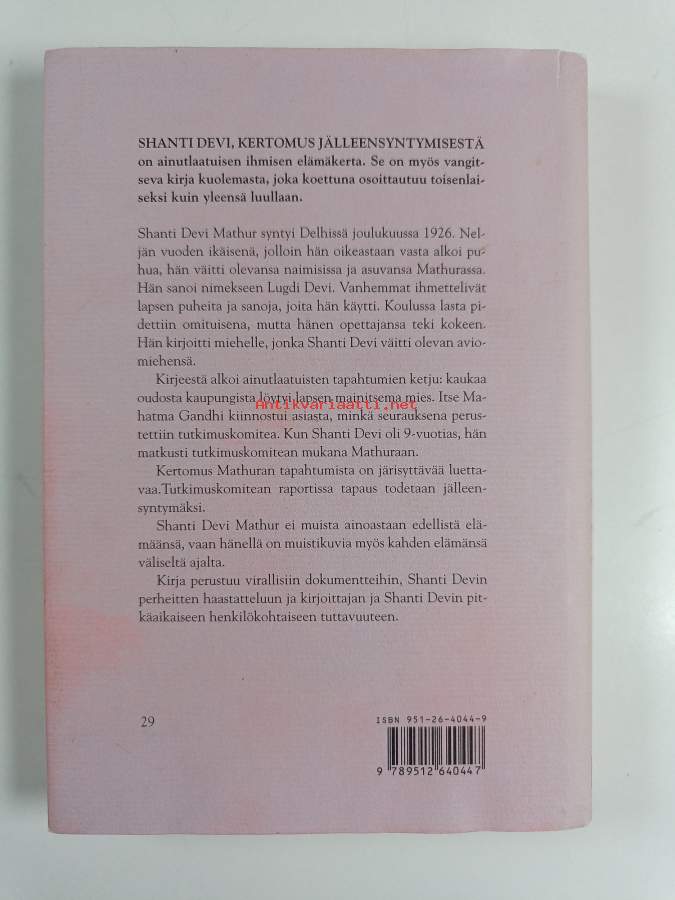 SHANTI DEVI, KERTOMUS JÄLLEENSYNTYMISESTÄ
on ainutlaatuisen ihmisen elämäkerta. Se on myös vangit-
seva kirja kuolemasta, joka koettuna osoittautuu toisenlai-
seksi kuin yleensä luullaan.
Shanti Devi Mathur syntyi Delhissä joulukuussa 1926. Nel-
jän vuoden ikäisenä, jolloin hän oikeastaan vasta alkoi pu-
hua, hän väitti olevansa naimisissa ja asuvansa Mathurassa.
Hän sanoi nimekseen Lugdi Devi. Vanhemmat ihmettelivät
lapsen puheita ja sanoja, joita hän käytti. Koulussa lasta pi-
dettiin omituisena, mutta hänen opettajansa teki kokeen.
Hän kirjoitti miehelle, jonka Shanti Devi väitti olevan avio-
miehensä.
Kirjeestä alkoi ainutlaatuisten tapahtumien ketju: kaukaa
oudosta kaupungista löytyi lapsen mainitsema mies. Itse Ma-
Antikvariaatti.net
hatma Gandhi kiinnostui asiasta, minkä seurauksena perus-
tettiin tutkimuskomitea. Kun Shanti Devi oli 9-vuotias, hän
matkusti tutkimuskomitean mukana Mathuraan.
Kertomus Mathuran tapahtumista on järisyttävää luetta-
vaa.Tutkimuskomitean raportissa tapaus todetaan jälleen-
syntymäksi.
Shanti Devi Mathur ei muista ainoastaan edellistä elä-
määnsä, vaan hänellä on muistikuvia myös kahden elämänsä
väliseltä ajalta.
Kirja perustuu virallisiin dokumentteihin, Shanti Devin
perheitten haastatteluun ja kirjoittajan ja Shanti Devin pit-
käaikaiseen henkilökohtaiseen tuttavuuteen.
29
ISBN 951-26-4044-9
9 789512 640447